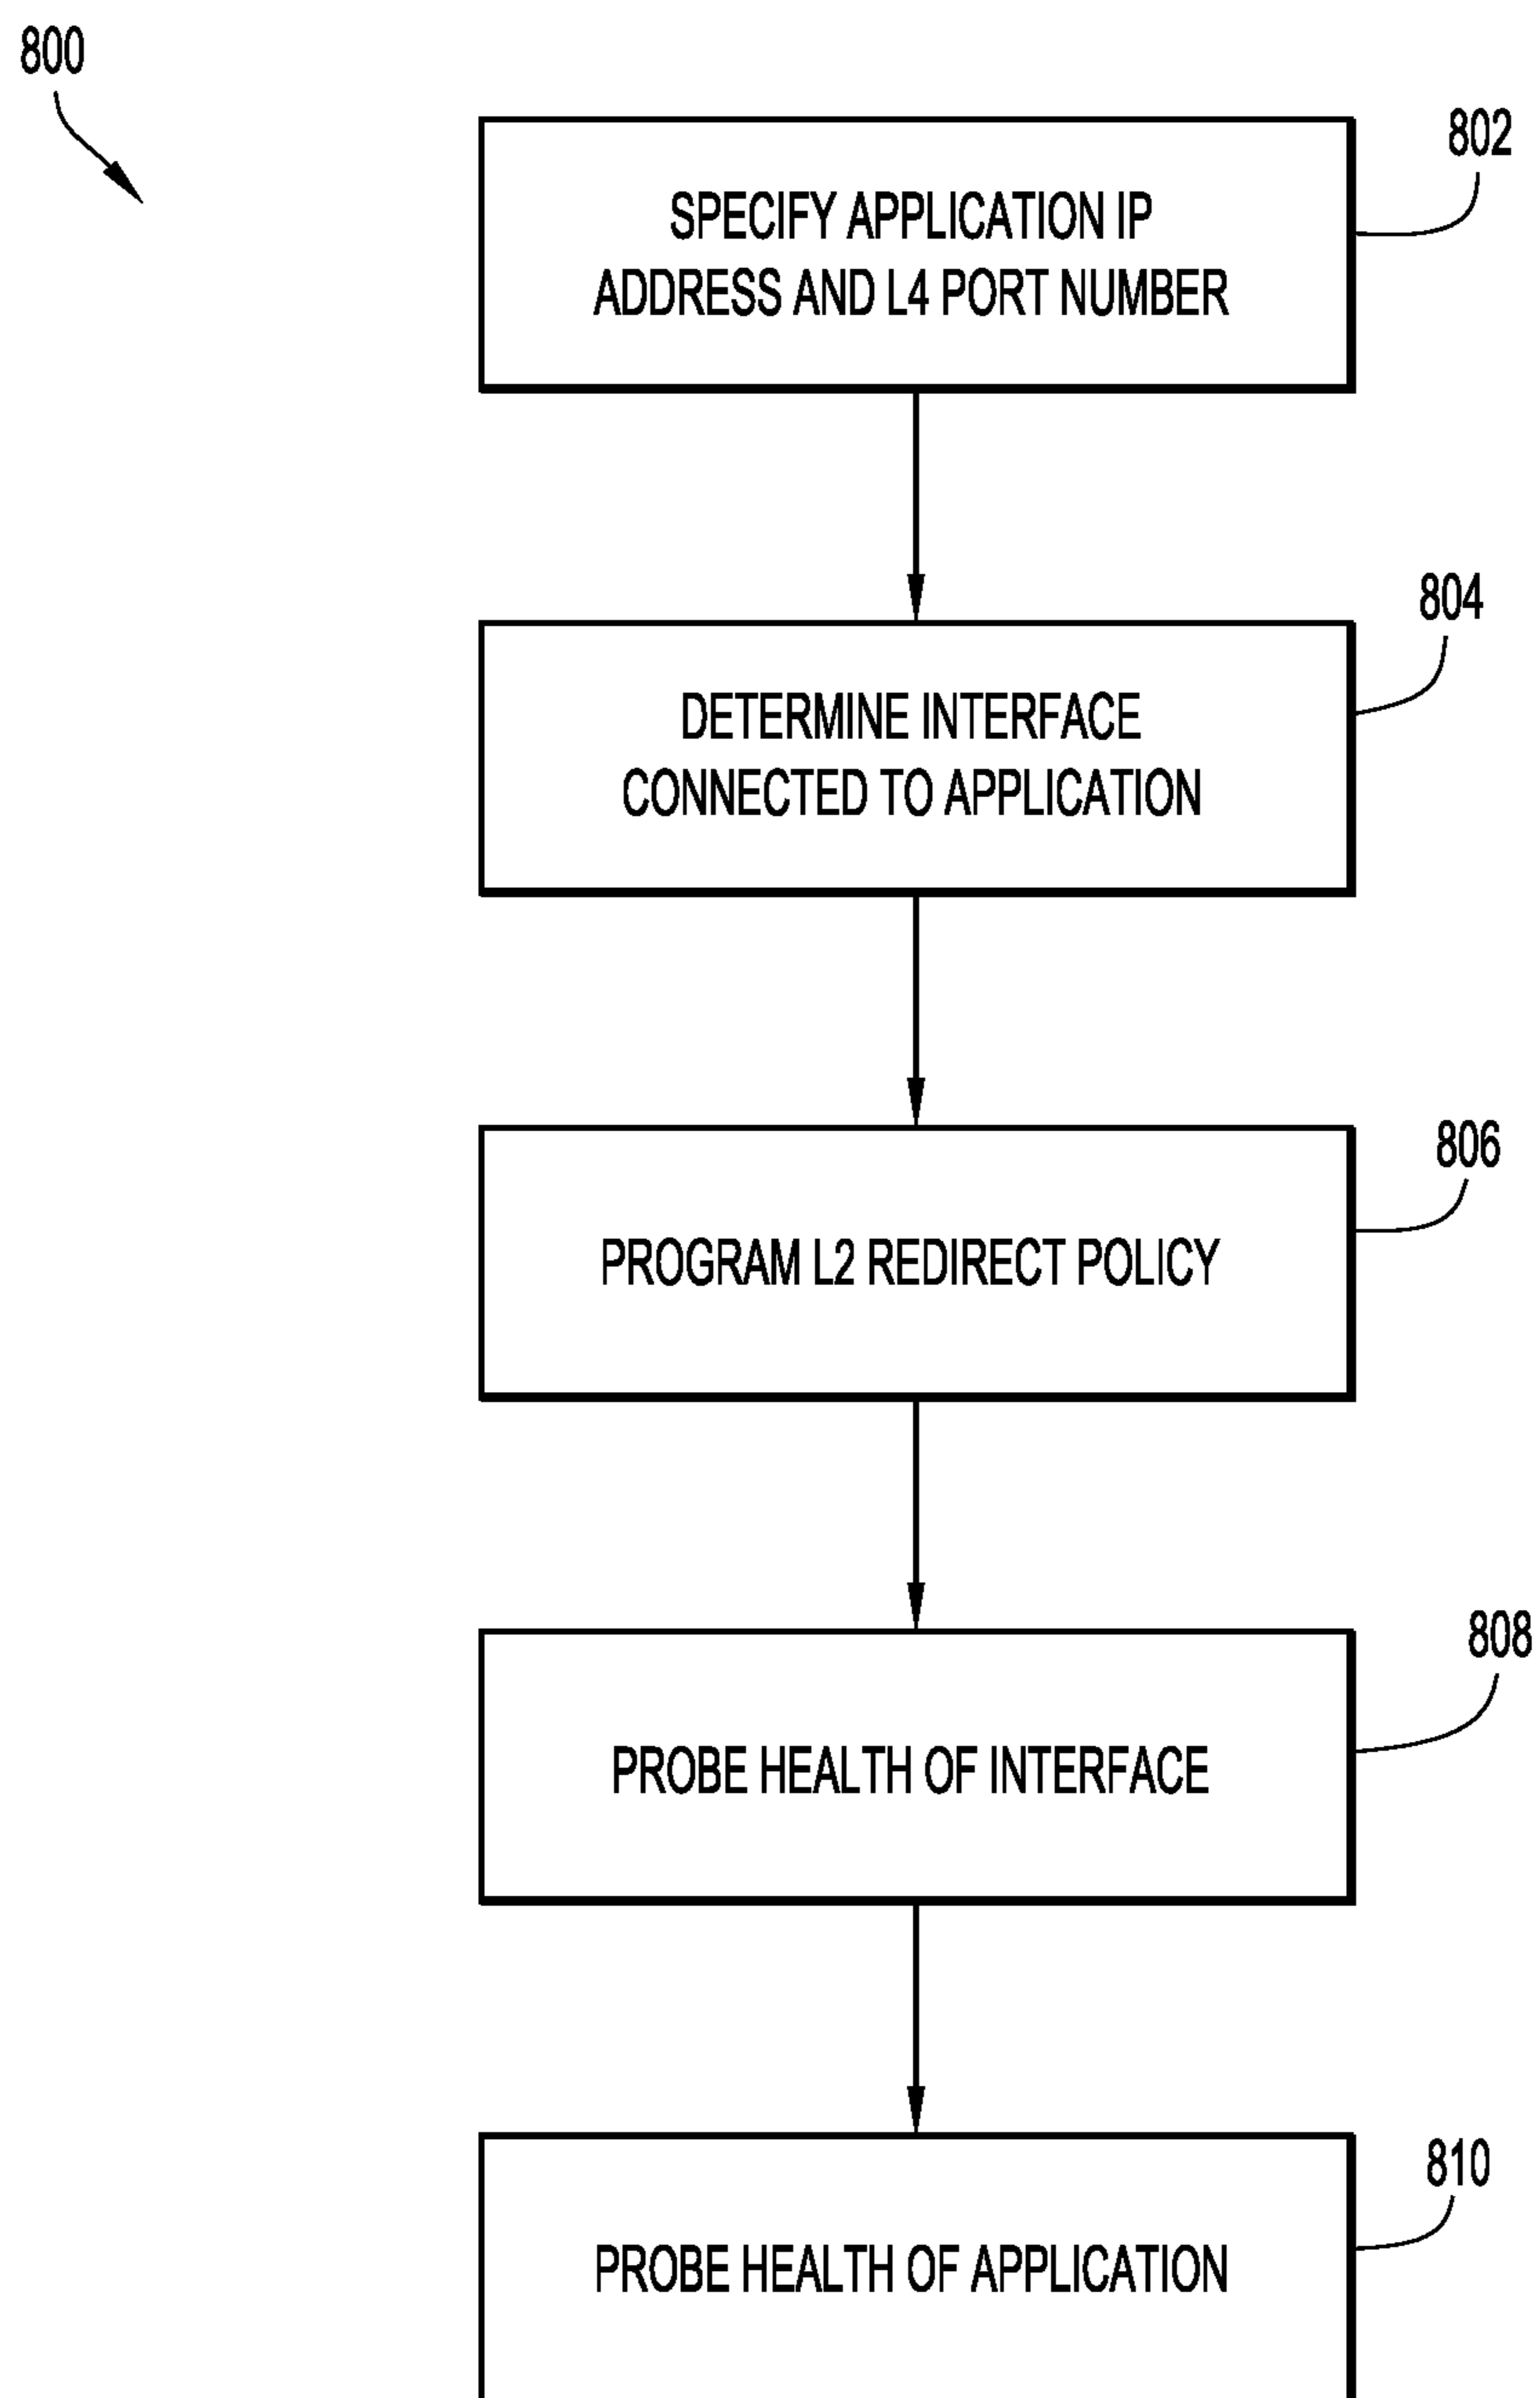 800
802
SPECIFY APPLICATION IP
ADDRESS AND L4 PORT NUMBER
804
DETERMINE INTERFACE
CONNECTED TO APPLICATION
806
PROGRAM L2 REDIRECT POLICY
808
PROBE HEALTH OF INTERFACE
810
PROBE HEALTH OF APPLICATION